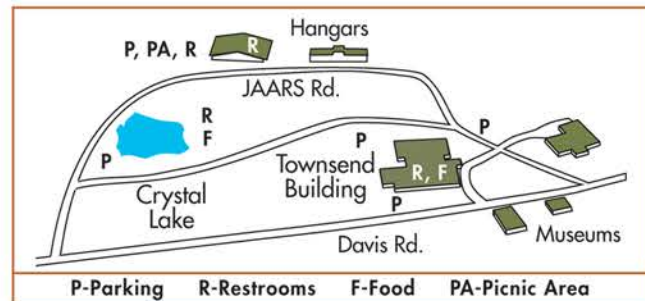 Hangars
P, PA, R
R
JAARS Rd.
R
F
P
P
P
Townsend
Building
R, F
Crystal
Lake
P
Davis Rd.
Museums
P-Parking R-Restrooms F-Food PA-Picnic Area